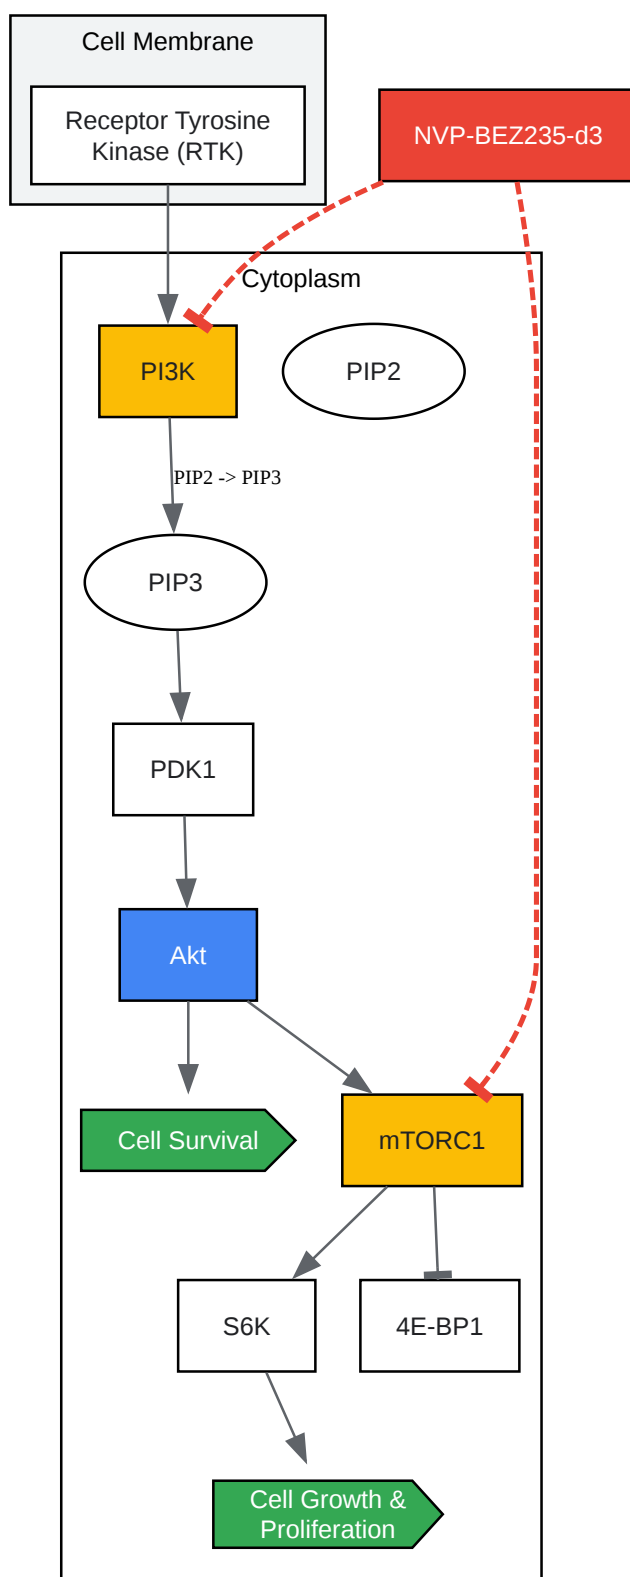 Cell Membrane
Receptor Tyrosine
Kinase (RTK)
NVP-BEZ235-d3
Cytoplasm
PI3K
PIP2
PIP2 -> PIP3
PIP3
PDK1
Akt
Cell Survival
mTORC1
S6K
4E-BP1
Cell Growth &
Proliferation